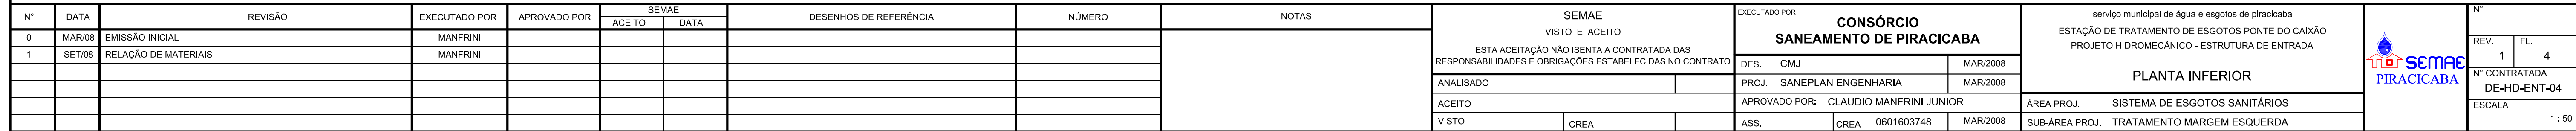 N° DATA REVISÃO EXECUTADO POR APROVADO POR SEMAE ACEITO DATA DESENHOS DE REFERÊNCIA NÚMERO NOTAS
0 MAR/08 EMISSÃO INICIAL MANFRINI
1 SET/08 RELAÇÃO DE MATERIAIS MANFRINI
SEMAE
VISTO E ACEITO
ESTA ACEITAÇÃO NÃO ISENTA A CONTRATADA DAS
RESPONSABILIDADES E OBRIGAÇÕES ESTABELECIDAS NO CONTRATO
ANALISADO
ACEITO
VISTO CREA
EXECUTADO POR
CONSÓRCIO
SANEAMENTO DE PIRACICABA
DES. CMJ MAR/2008
PROJ. SANEPLAN ENGENHARIA MAR/2008
APROVADO POR: CLAUDIO MANFRINI JUNIOR
ASS. CREA 0601603748 MAR/2008
serviço municipal de água e esgotos de piracicaba
ESTAÇÃO DE TRATAMENTO DE ESGOTOS PONTE DO CAIXÃO
PROJETO HIDROMECÂNICO - ESTRUTURA DE ENTRADA
PLANTA INFERIOR
ÁREA PROJ. SISTEMA DE ESGOTOS SANITÁRIOS
SUB-ÁREA PROJ. TRATAMENTO MARGEM ESQUERDA
SEMAE
PIRACICABA
N°
REV. FL.
1 4
N° CONTRATADA
DE-HD-ENT-04
ESCALA
1 : 50